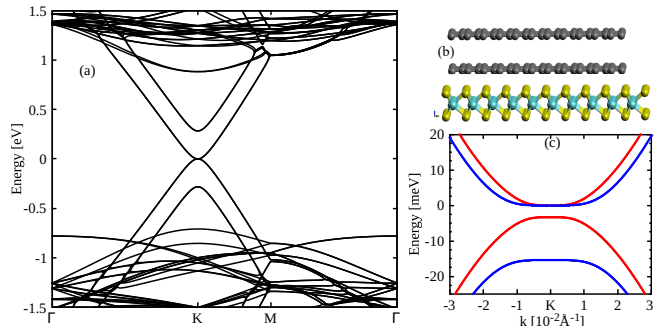 1.5
1
0.5
0
-0.5
-1
-1.5
Energy [eV]
(a)
Γ
K
M
Γ
(b)
(c)
20
10
0
-10
-20
Energy [meV]
-3
-2
-1
K
1
2
3
k [10⁻²Å⁻¹]